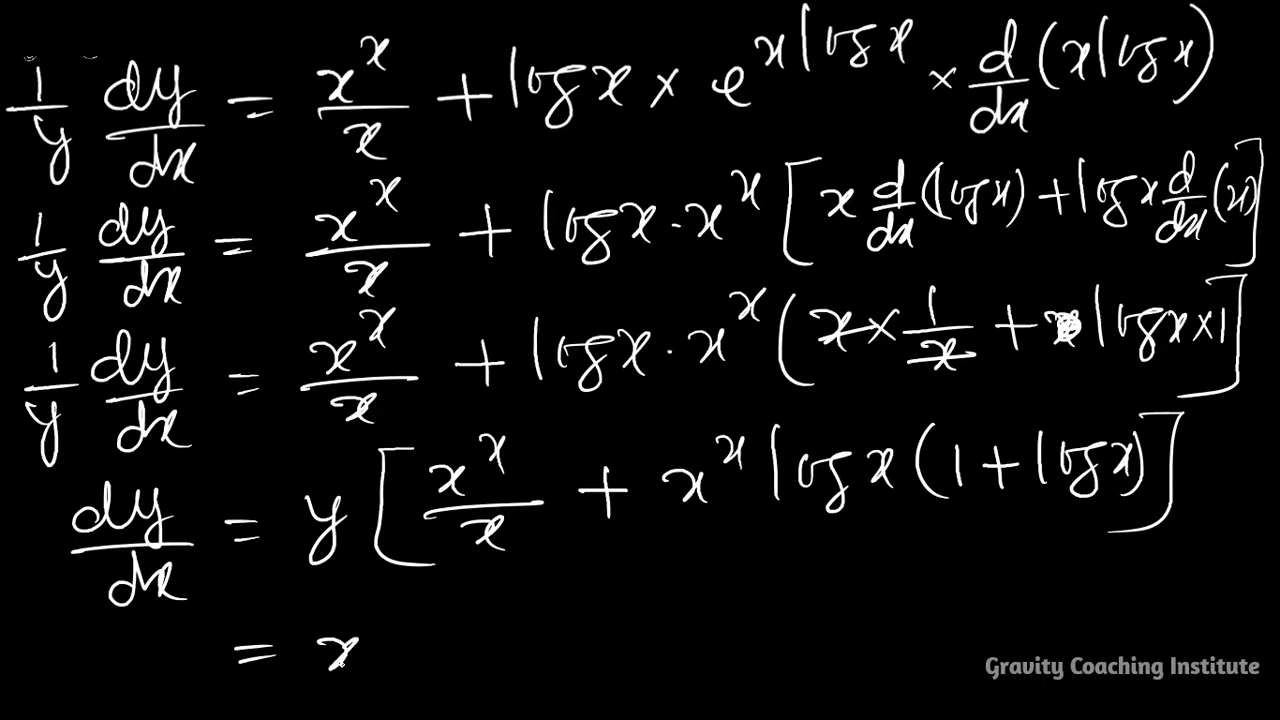 1/y dy/dx = x^x/x + log x × e^(x log x) × d/dx (x log x)
1/y dy/dx = x^x/x + log x · x^x [x d/dx (log x) + log x d/dx (x)]
1/y dy/dx = x^x/x + log x · x^x (x × 1/x + log x × 1]
dy/dx = y [x^x/x + x^x log x (1 + log x)]
= x
Gravity Coaching Institute